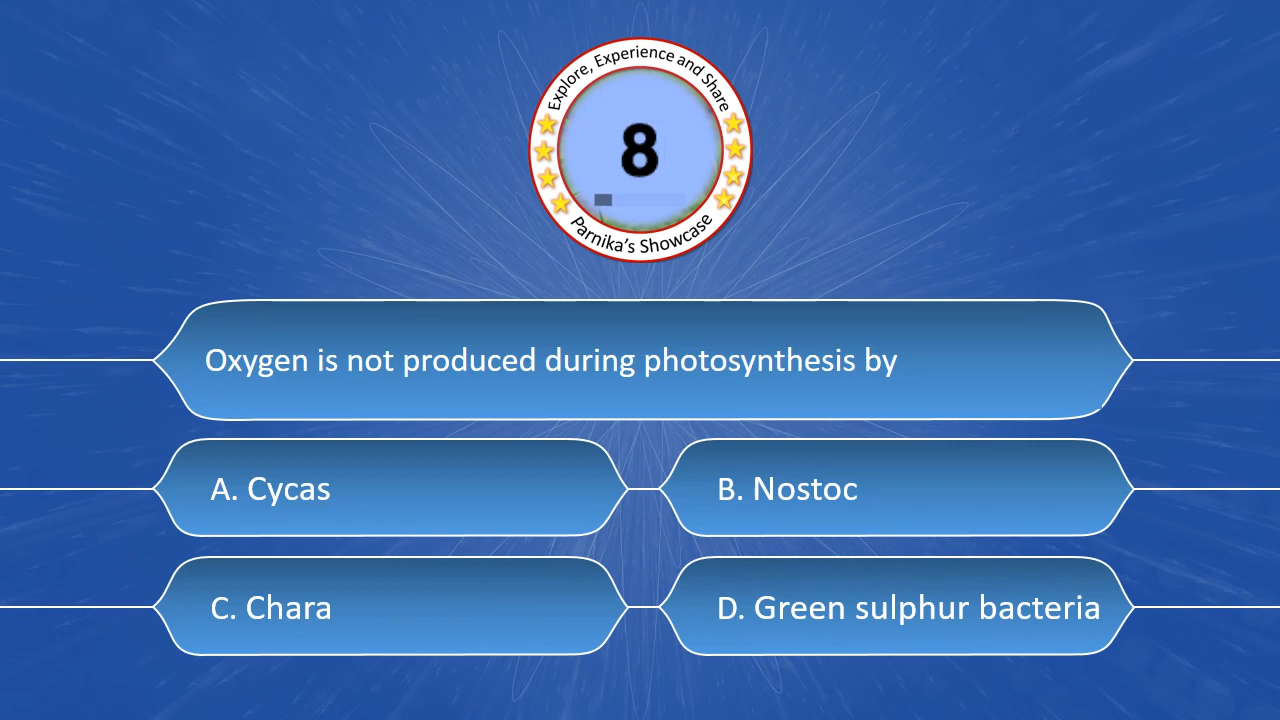 Explore, Experience and Share
8
Parnika's Showcase
Oxygen is not produced during photosynthesis by
A. Cycas
B. Nostoc
C. Chara
D. Green sulphur bacteria